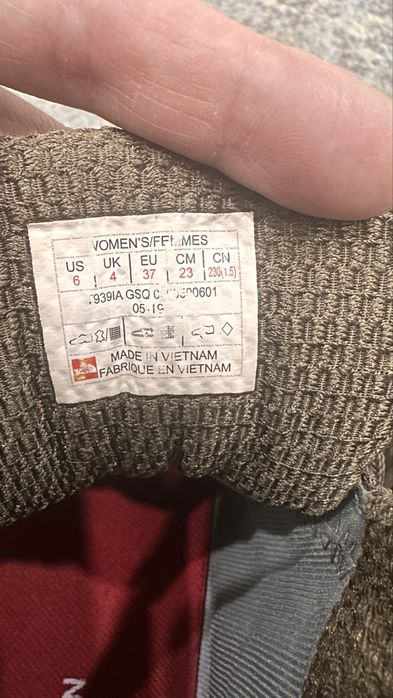 WOMEN'S/FEMMES
US UK EU CM CN
6 4 37 23 230(1.5)
GSQ
MADE IN VIETNAM
FABRIQUE EN VIETNAM